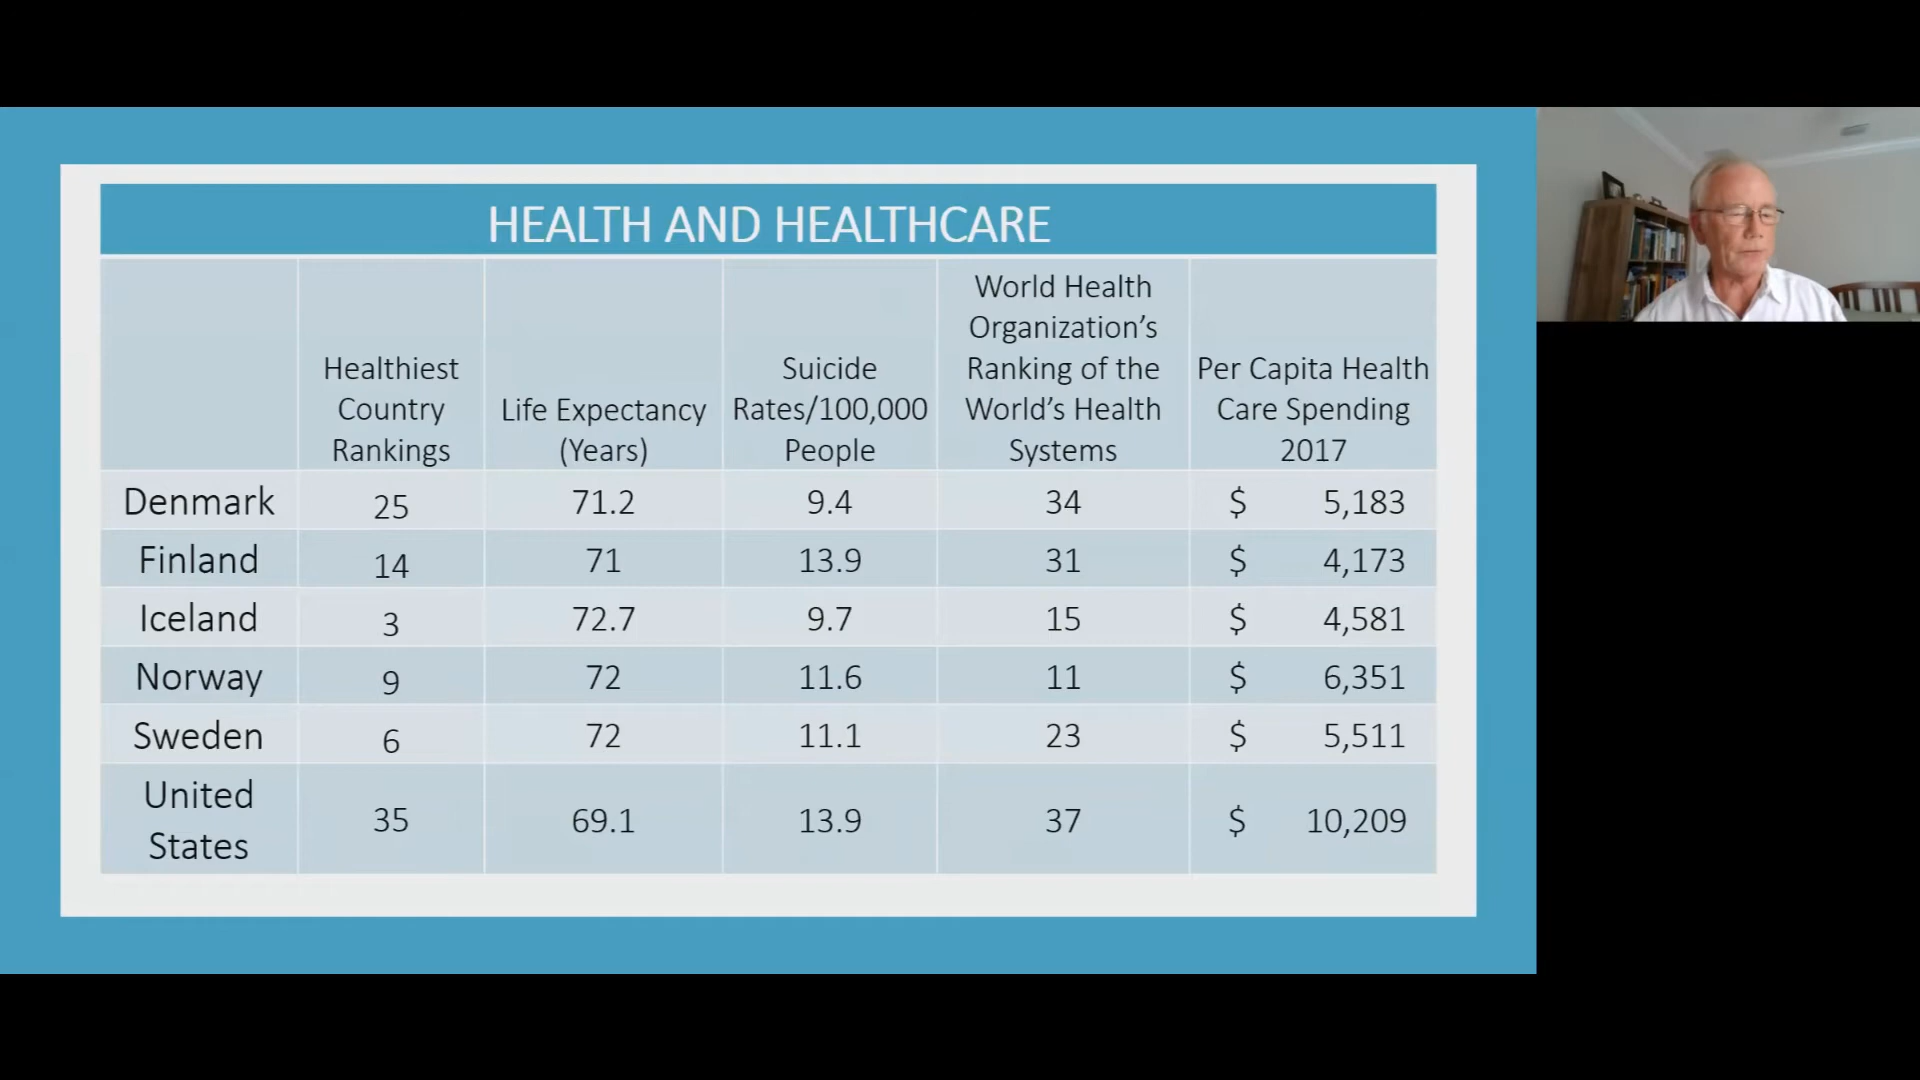 HEALTH AND HEALTHCARE
Healthiest
Country
Rankings
Life Expectancy
(Years)
Suicide
Rates/100,000
People
World Health
Organization’s
Ranking of the
World’s Health
Systems
Per Capita Health
Care Spending
2017
Denmark 25 71.2 9.4 34 $ 5,183
Finland 14 71 13.9 31 $ 4,173
Iceland 3 72.7 9.7 15 $ 4,581
Norway 9 72 11.6 11 $ 6,351
Sweden 6 72 11.1 23 $ 5,511
United
States
35 69.1 13.9 37 $ 10,209